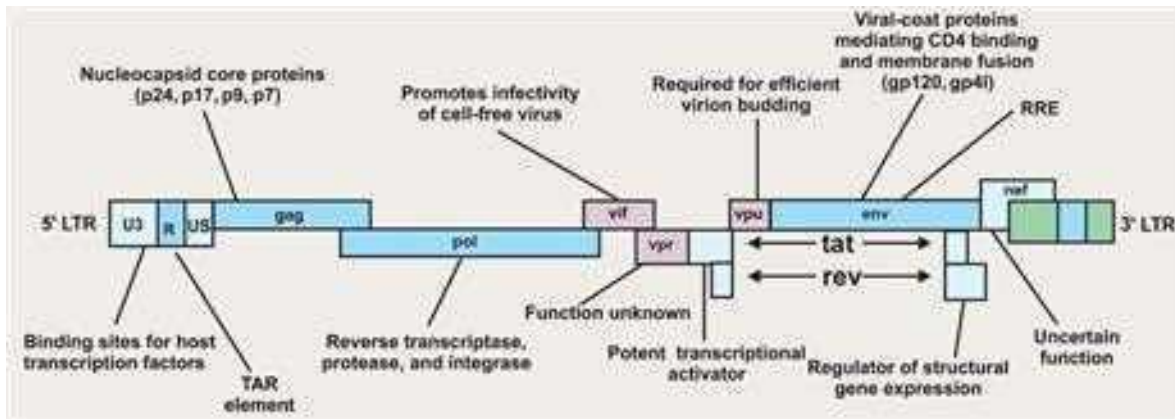 Viral-coat proteins
mediating CD4 binding
and membrane fusion
(gp120, gp4i)
Nucleocapsid core proteins
(p24, p17, p9, p7)
Promotes infectivity
of cell-free virus
Required for efficient
virion budding
RRE
5' LTR
U3
R
US
gag
pol
vif
vpr
vpu
env
nef
3' LTR
tat
rev
Binding sites for host
transcription factors
TAR
element
Reverse transcriptase,
protease, and integrase
Function unknown
Potent transcriptional
activator
Regulator of structural
gene expression
Uncertain
function